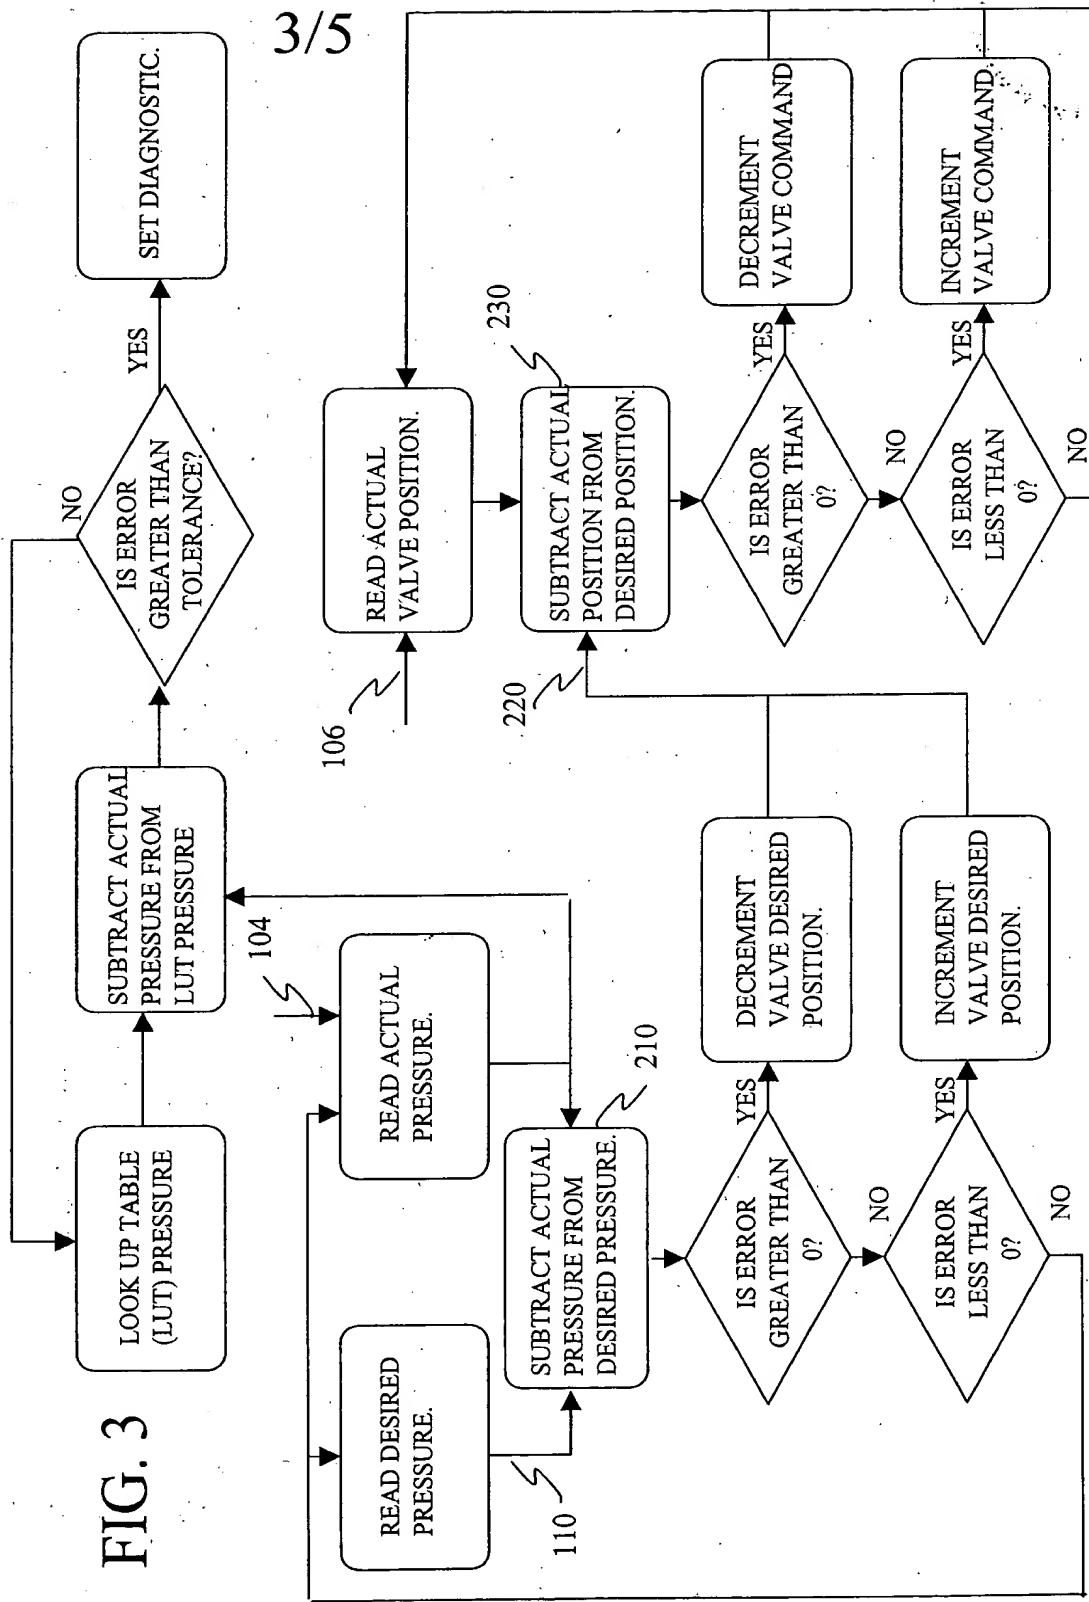 3/5
FIG. 3
LOOK UP TABLE
(LUT) PRESSURE
SUBTRACT ACTUAL
PRESSURE FROM
LUT PRESSURE
NO
IS ERROR
GREATER THAN
TOLERANCE?
YES
SET DIAGNOSTIC.
READ DESIRED
PRESSURE.
110
104
READ ACTUAL
PRESSURE.
SUBTRACT ACTUAL
PRESSURE FROM
DESIRED PRESSURE.
210
IS ERROR
GREATER THAN
0?
YES
DECREMENT
VALVE DESIRED
POSITION.
NO
IS ERROR
LESS THAN
0?
YES
INCREMENT
VALVE DESIRED
POSITION.
NO
106
READ ACTUAL
VALVE POSITION.
220
SUBTRACT ACTUAL
POSITION FROM
DESIRED POSITION.
230
IS ERROR
GREATER THAN
0?
YES
DECREMENT
VALVE COMMAND
NO
IS ERROR
LESS THAN
0?
YES
INCREMENT
VALVE COMMAND
NO